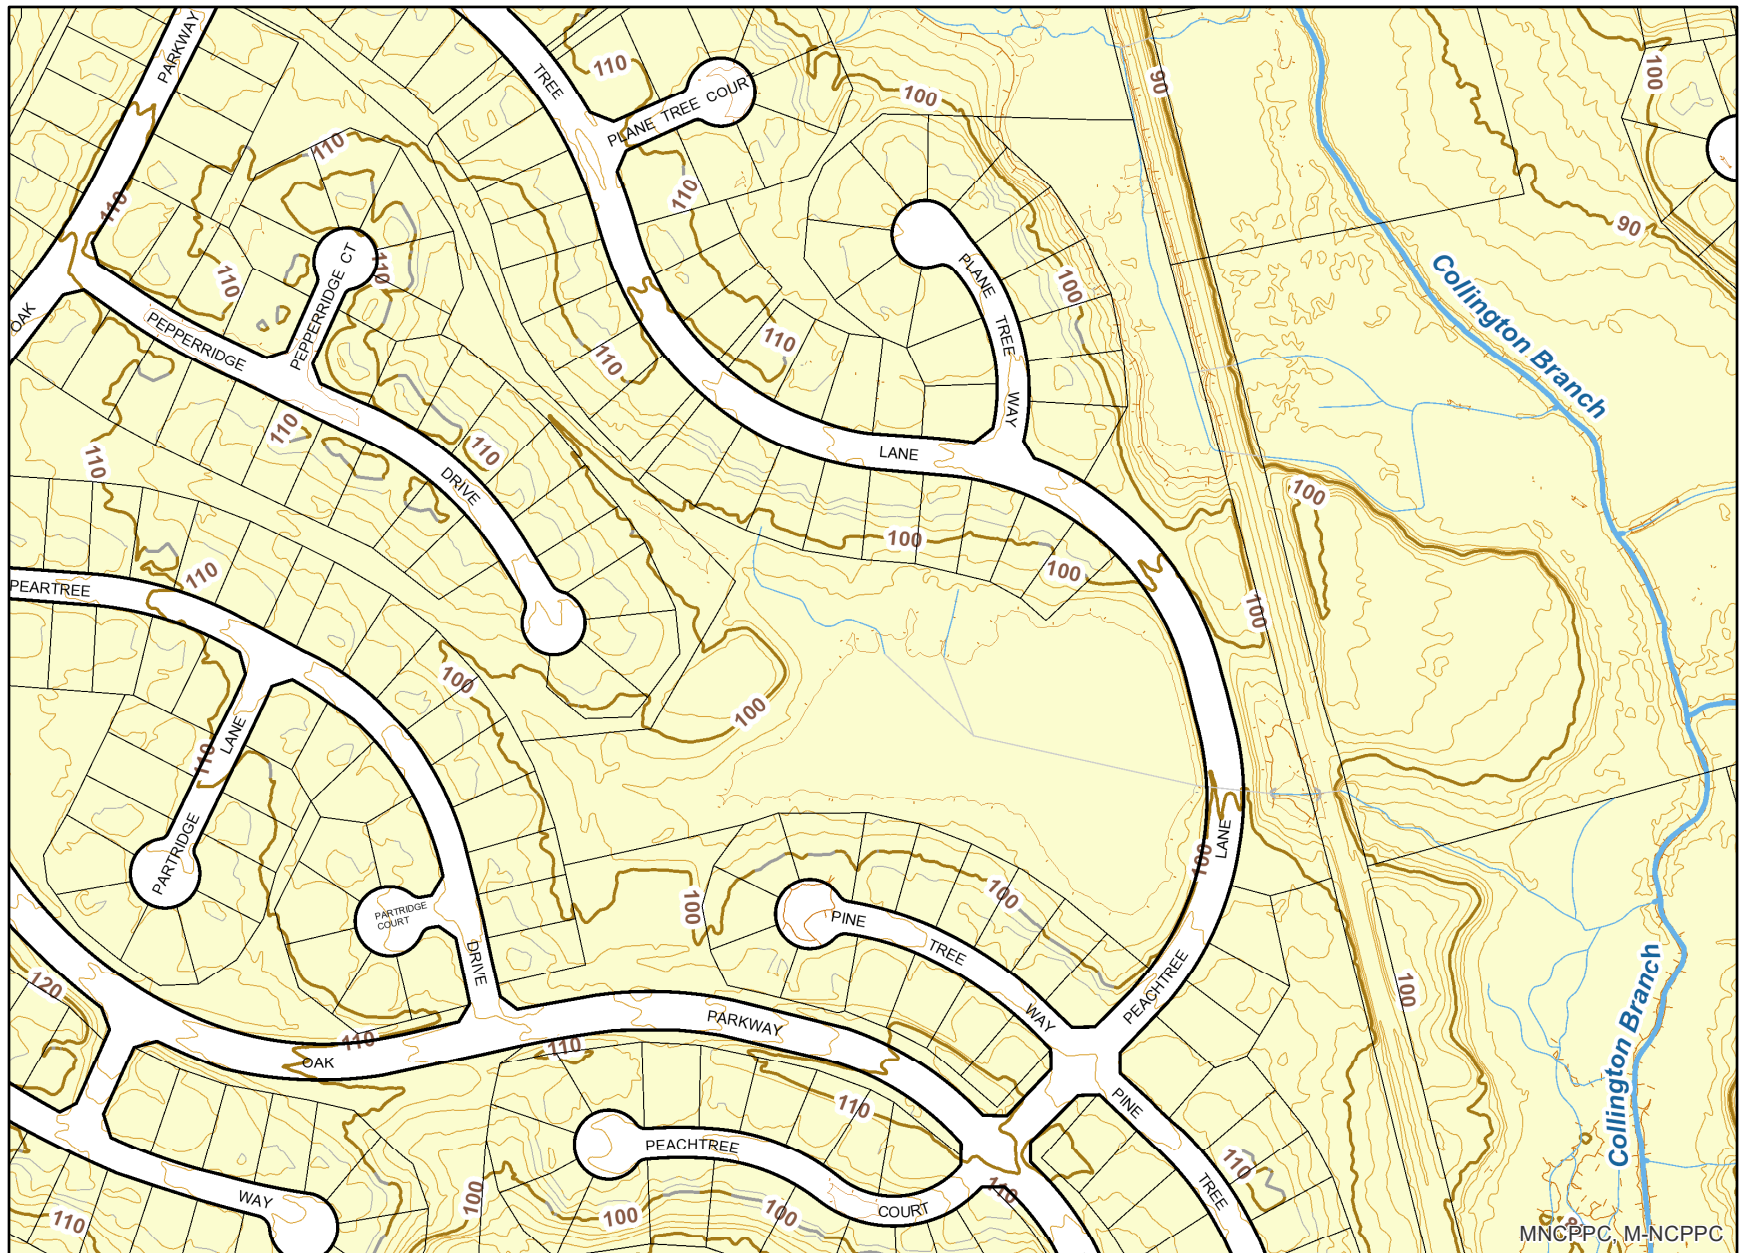 PARKWAY
TREE
110
PLANE TREE COUR
100
90
100
110
110
110
90
OAK
PEPPERRIDGE
PEPPERRIDGE CT
110
110
PLANE
TREE
WAY
100
Collington Branch
110
110
110
110
110
DRIVE
LANE
100
100
100
100
PEARTREE
110
100
100
LANE
110
PARTRIDGE
PARTRIDGE
COURT
DRIVE
100
100
PINE
TREE
WAY
LANE
100
PEACHTREE
100
Collington Branch
120
OAK
110
110
PARKWAY
110
PEACHTREE
COURT
110
PINE
TREE
110
WAY
110
100
100
100
MNCPPC, M-NCPPC